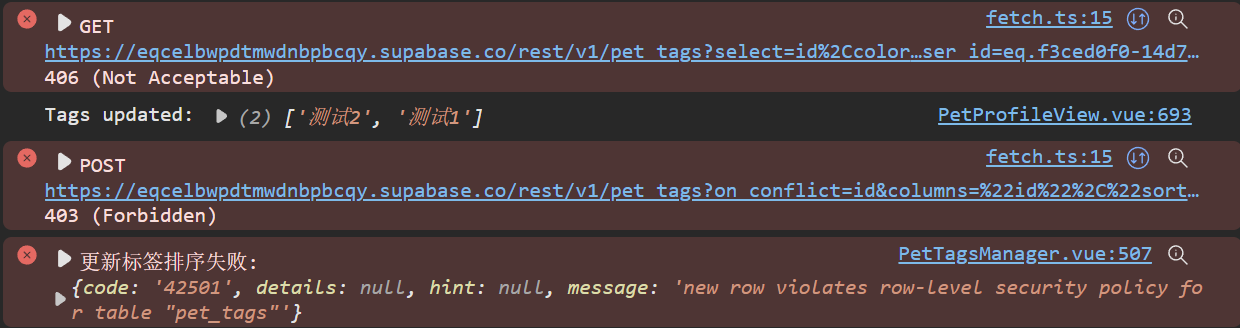 GET fetch.ts:15
https://eqcelbwpdtmwdnbpbcqy.supabase.co/rest/v1/pet_tags?select=id%2Ccolor…ser_id=eq.f3ced0f0-14d7…
406 (Not Acceptable)
Tags updated: (2) ['测试2', '测试1'] PetProfileView.vue:693
POST fetch.ts:15
https://eqcelbwpdtmwdnbpbcqy.supabase.co/rest/v1/pet_tags?on_conflict=id&columns=%22id%22%2C%22sort…
403 (Forbidden)
更新标签排序失败: PetTagsManager.vue:507
{code: '42501', details: null, hint: null, message: 'new row violates row-level security policy fo
r table "pet_tags"'}